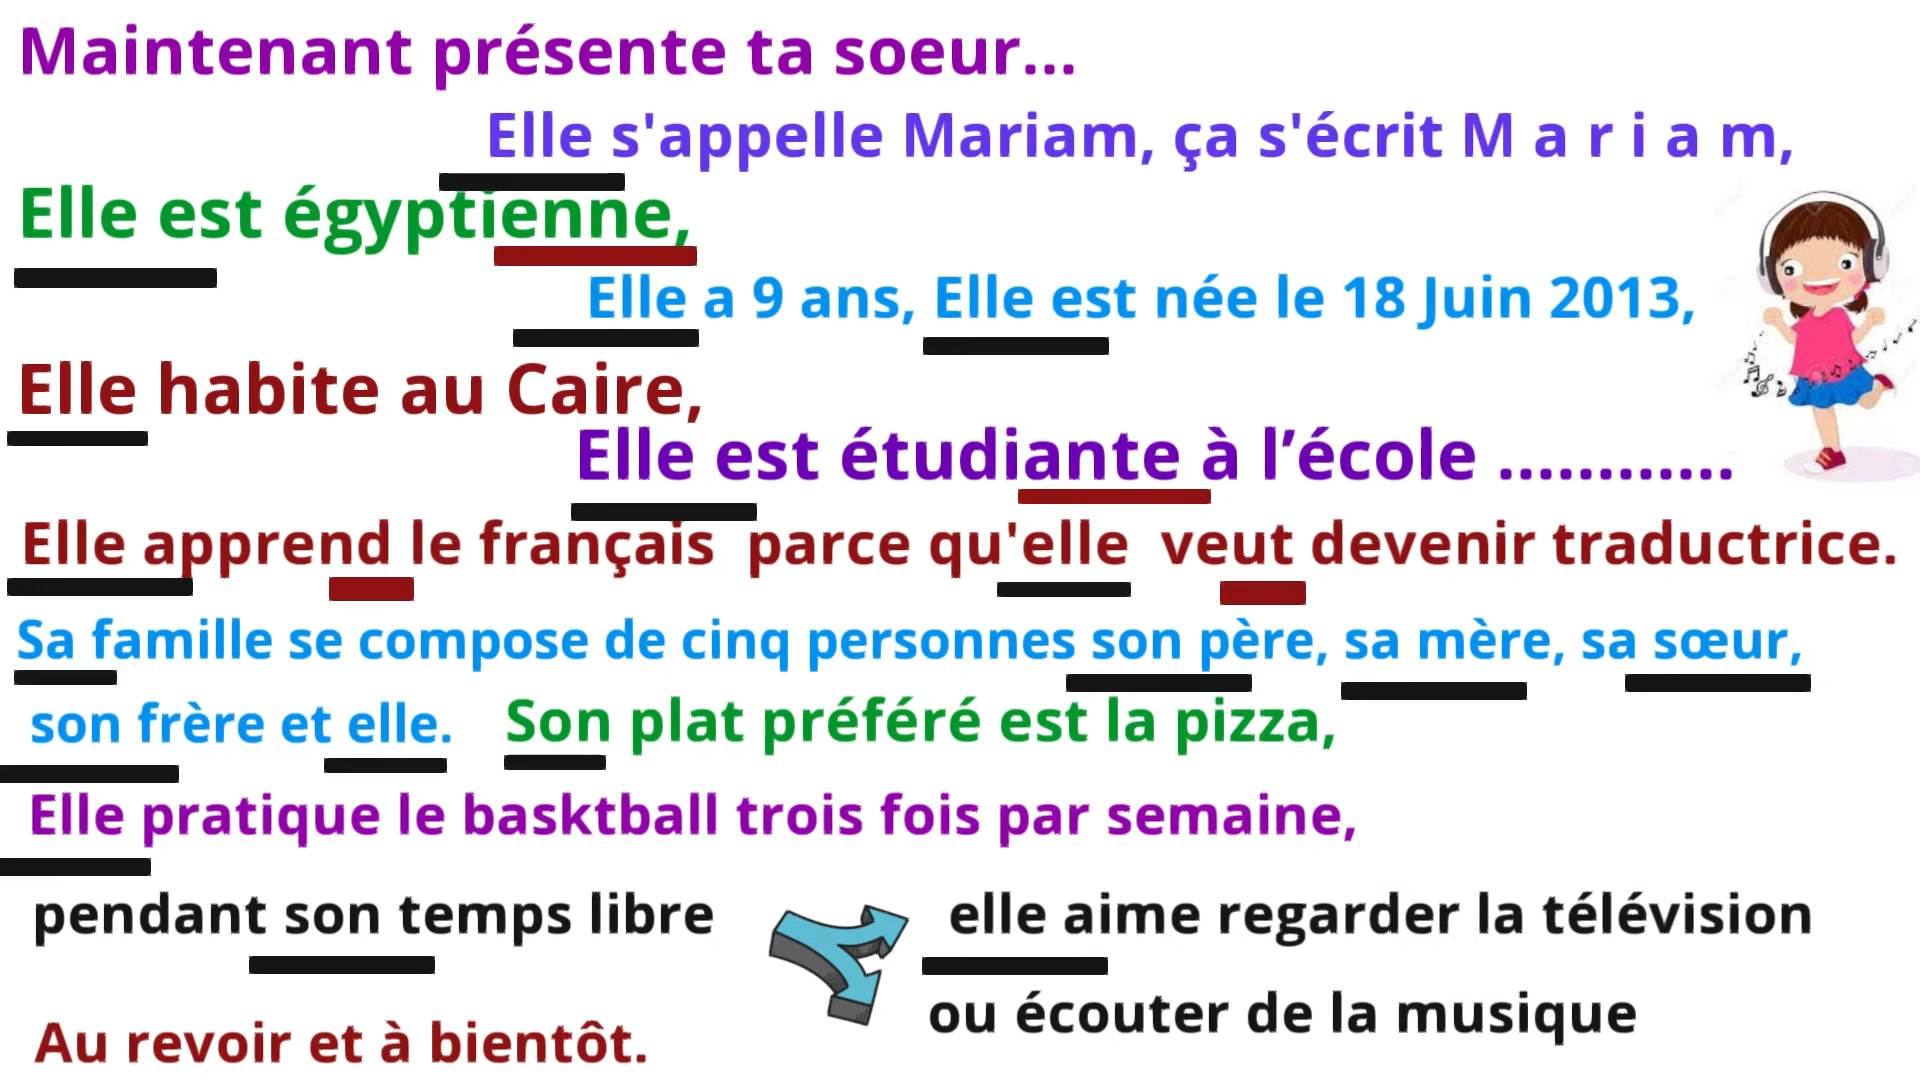 Maintenant présente ta soeur...
Elle s'appelle Mariam, ça s'écrit M a r i a m,
Elle est égyptienne,
Elle a 9 ans, Elle est née le 18 Juin 2013,
Elle habite au Caire,
Elle est étudiante à l’école ............
Elle apprend le français parce qu'elle veut devenir traductrice.
Sa famille se compose de cinq personnes son père, sa mère, sa sœur,
son frère et elle. Son plat préféré est la pizza,
Elle pratique le basktball trois fois par semaine,
pendant son temps libre elle aime regarder la télévision
ou écouter de la musique
Au revoir et à bientôt.